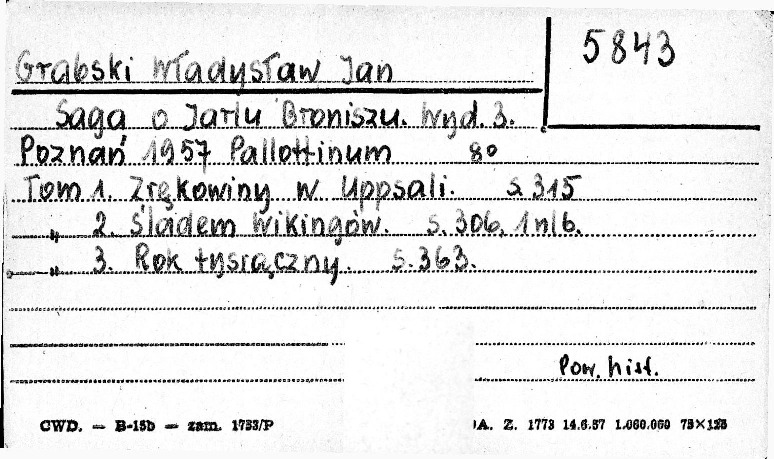 5843
Grabski Władysław Jan
Saga o Jarlu Broniszu. Wyd. 3.
Poznań 1957 Pallottinum 8o
Tom 1. Zrękowiny w Uppsali. s. 315
„ 2. Śladem wikingów. s. 306, 1 nlb.
„ 3. Rok tysiączny. s. 363.
Pow. hist.
CWD. — B-15b — zam. 1733/P
A. Z. 1773 14.6.57 1.060.000 75×125